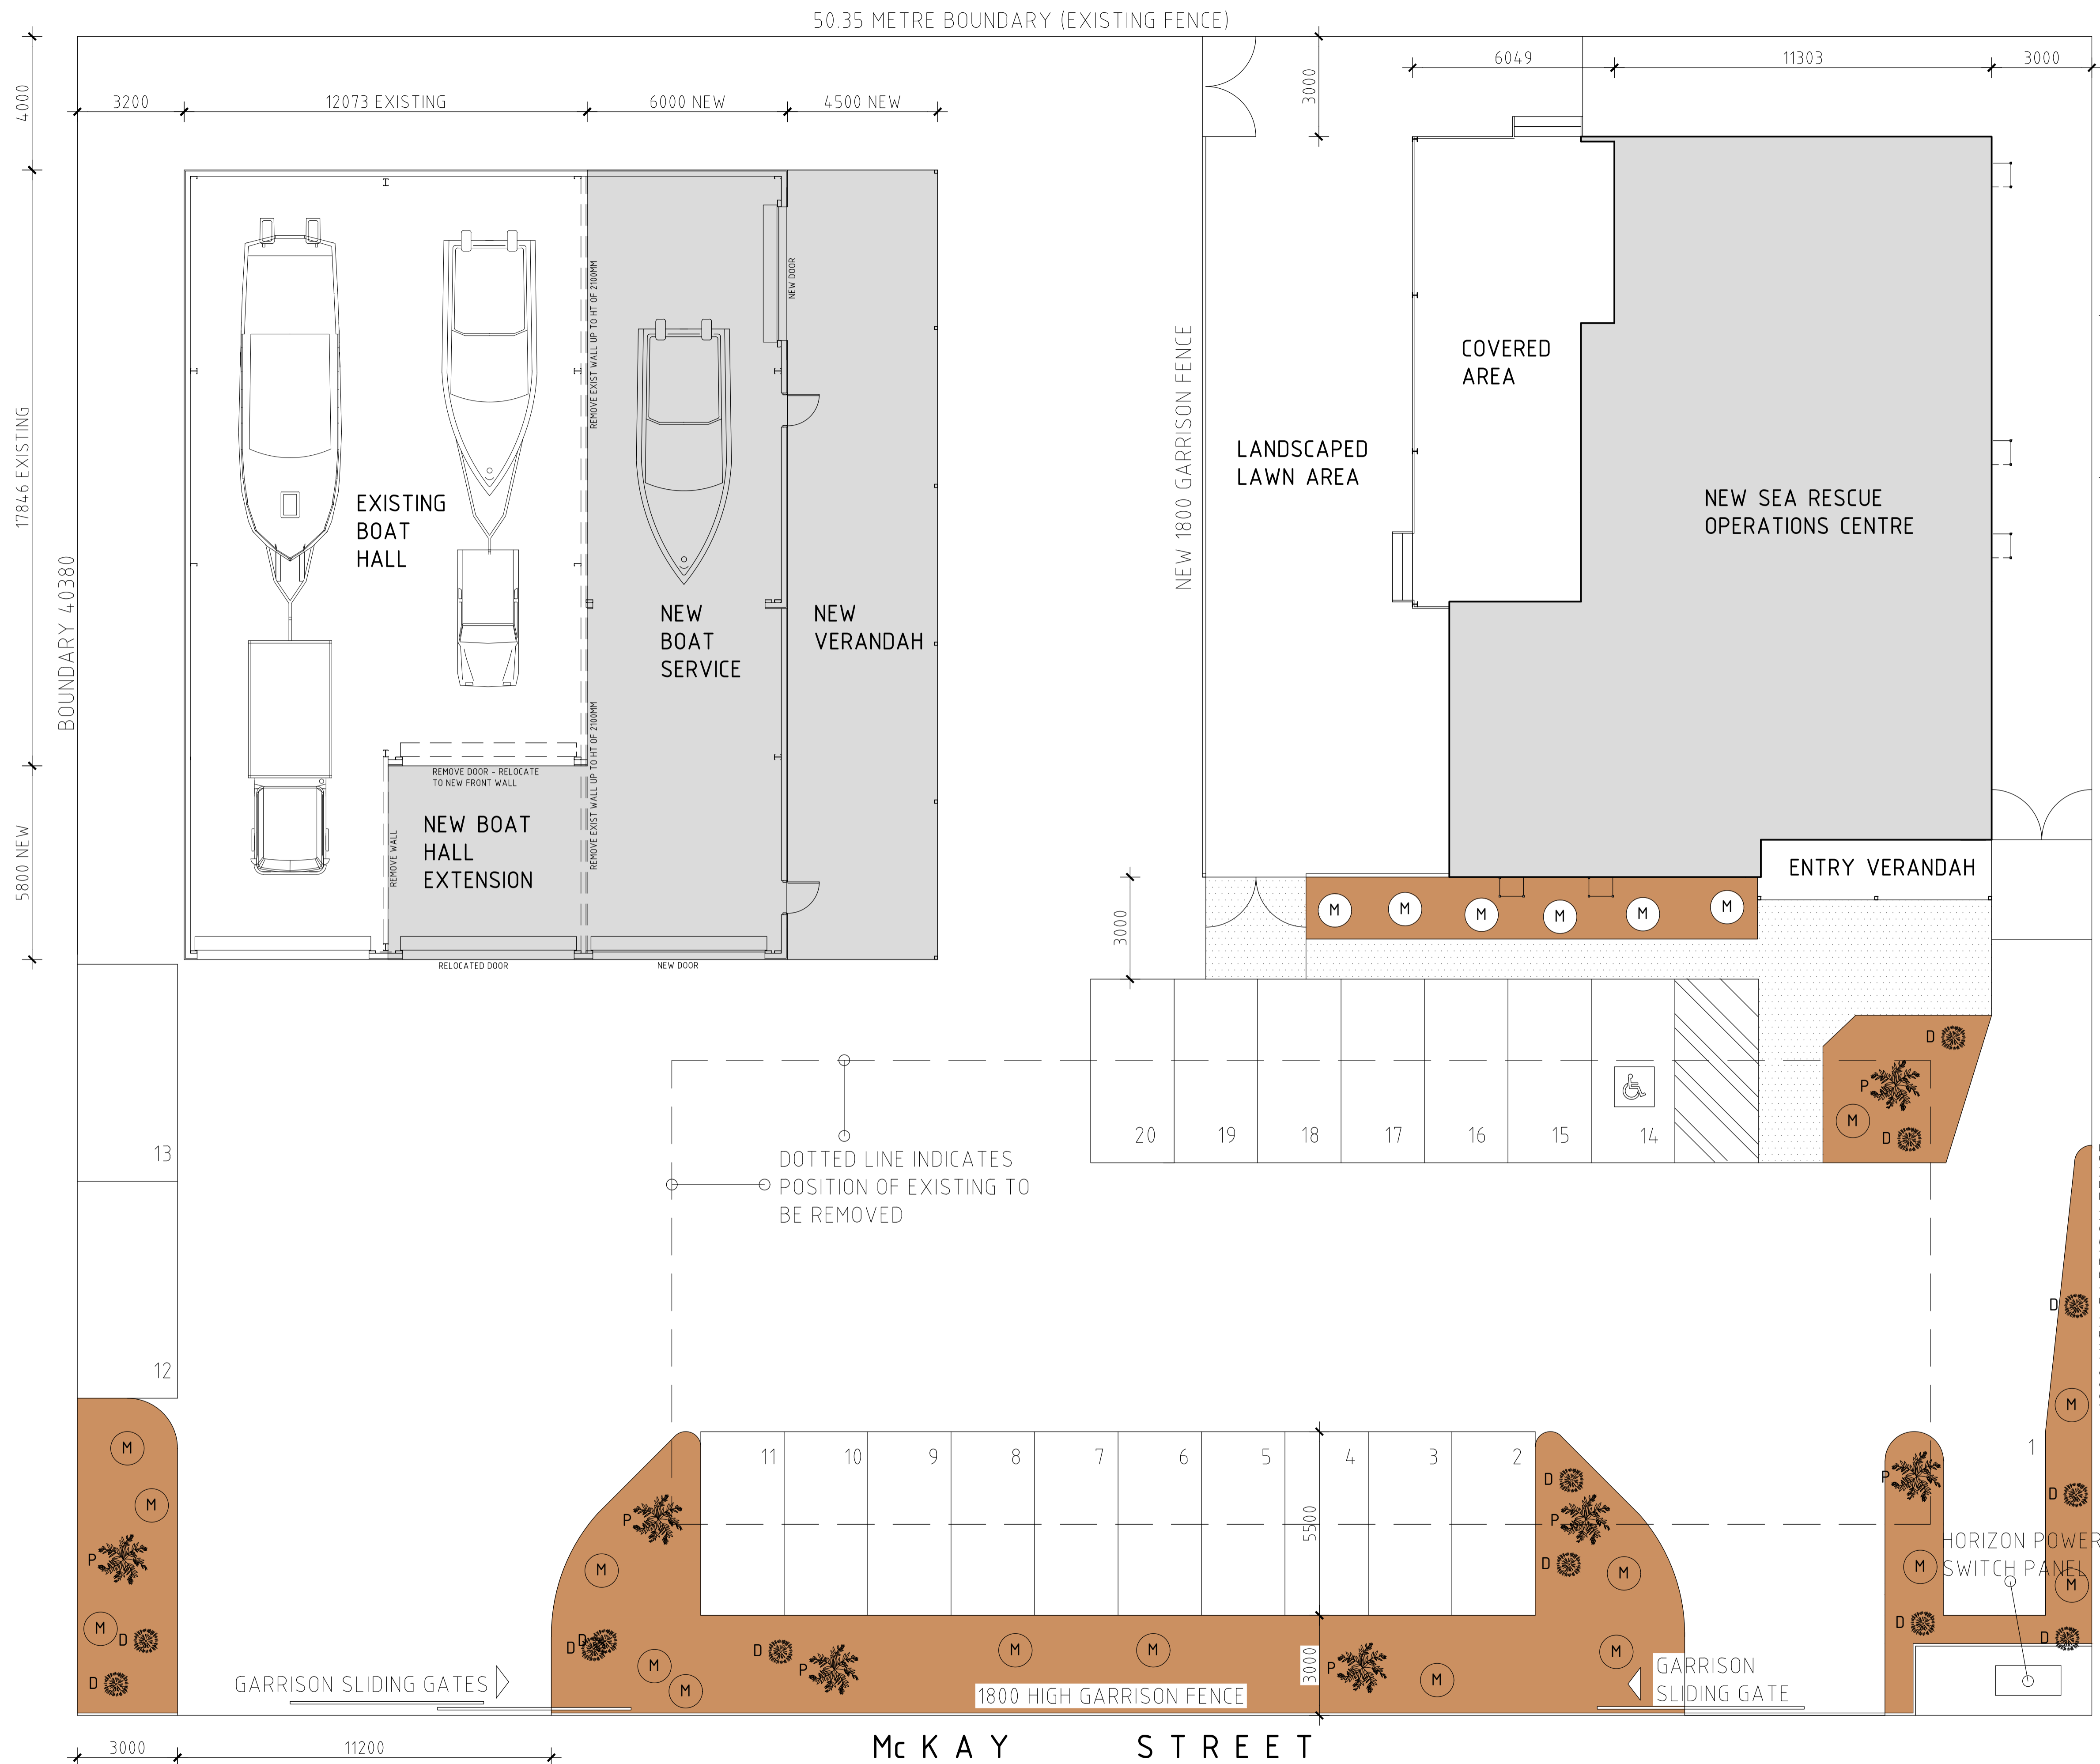 50.35 METRE BOUNDARY (EXISTING FENCE)
6049
11303
3000
3000
4000
3200
12073 EXISTING
6000 NEW
4500 NEW
17846 EXISTING
5800 NEW
BOUNDARY 40380
REMOVE EXIST WALL UP TO HT OF 2100MM
NEW DOOR
NEW 1800 GARRISON FENCE
COVERED
AREA
LANDSCAPED
LAWN AREA
NEW SEA RESCUE
OPERATIONS CENTRE
EXISTING
BOAT
HALL
NEW
BOAT
SERVICE
NEW
VERANDAH
REMOVE EXIST WALL UP TO HT OF 2100MM
REMOVE DOOR - RELOCATE
TO NEW FRONT WALL
REMOVE WALL
NEW BOAT
HALL
EXTENSION
RELOCATED DOOR
NEW DOOR
ENTRY VERANDAH
3000
M M M M M M
20 19 18 17 16 15 14
D
P
M
D
13
12
DOTTED LINE INDICATES
POSITION OF EXISTING TO
BE REMOVED
11 10 9 8 7 6 5 4 3 2
1
5500
3000
M
M
P
M
D
D
P
M
D
D
M
M
D
P
M
M
P
M
D
P
D
M
M
P
M
D
D
M
D
M
D
HORIZON POWER
SWITCH PANEL
GARRISON SLIDING GATES
1800 HIGH GARRISON FENCE
GARRISON
SLIDING GATE
3000
11200
McKAY STREET